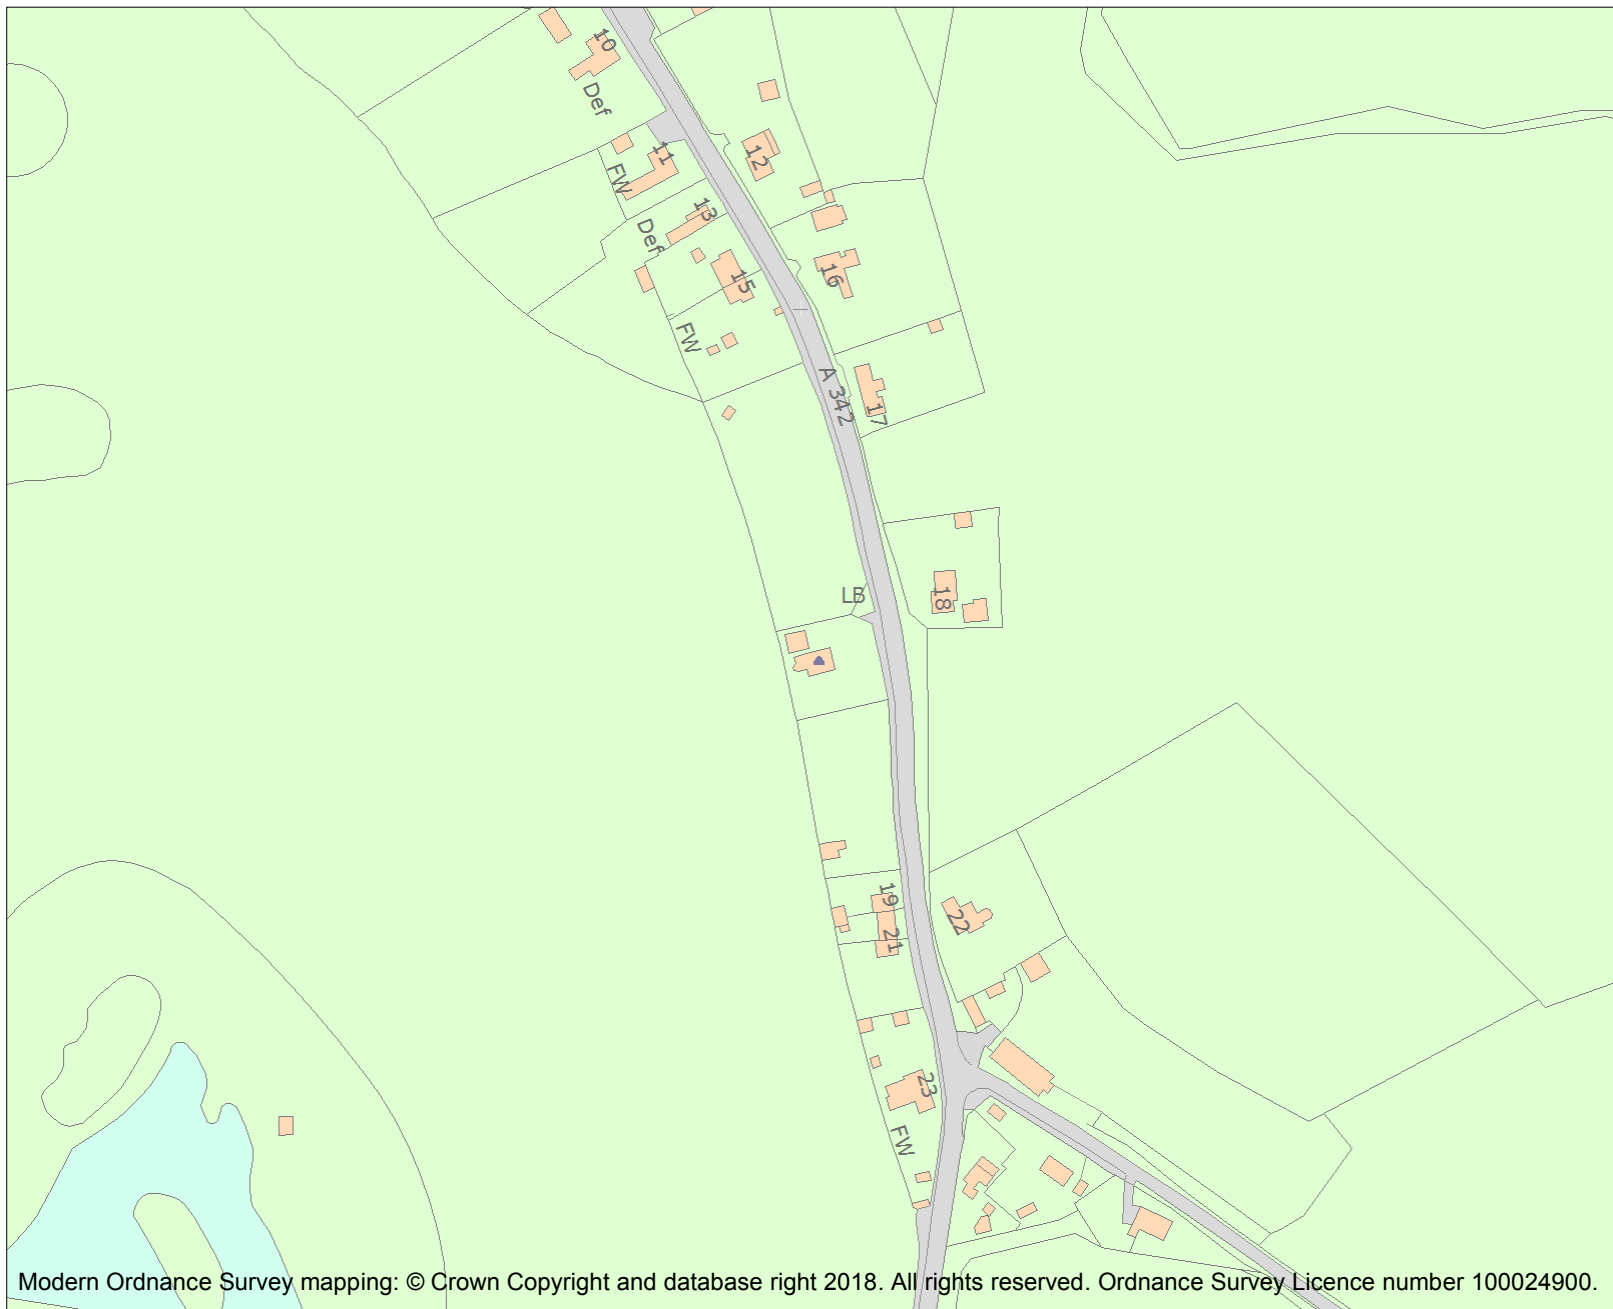 10
Def
11
12
FW
13
Def
16
15
FW
A 342
17
LB
18
19
22
21
23
FW
Modern Ordnance Survey mapping: © Crown Copyright and database right 2018. All rights reserved. Ordnance Survey Licence number 100024900.